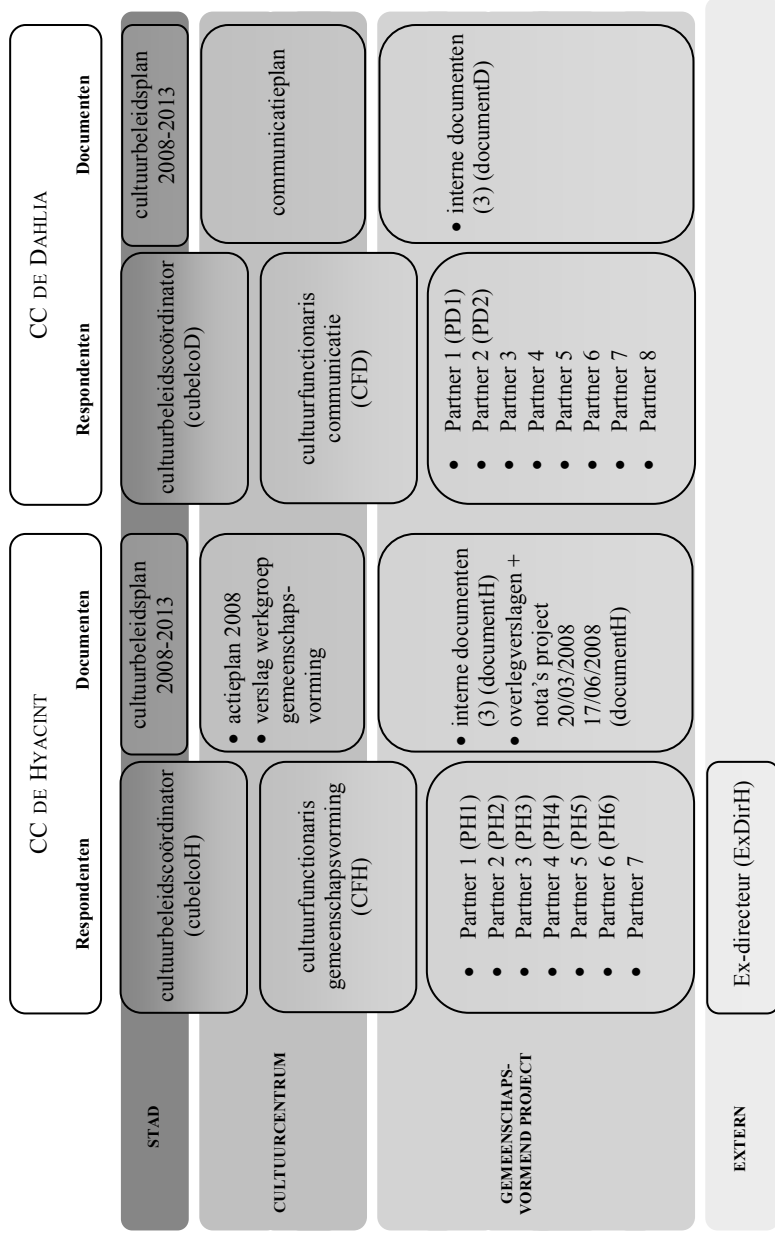 CC DE HYACINT
Respondenten
Documenten
CC DE DAHLIA
Respondenten
Documenten
STAD
cultuurbeleidscoördinator
(cubelcoH)
cultuurbeleidsplan
2008-2013
cultuurbeleidscoördinator
(cubelcoD)
cultuurbeleidsplan
2008-2013
CULTUURCENTRUM
cultuurfunctionaris
gemeenschapsvorming
(CFH)
• actieplan 2008
• verslag werkgroep
gemeenschaps-
vorming
cultuurfunctionaris
communicatie
(CFD)
communicatieplan
GEMEENSCHAPS-
VORMEND PROJECT
• Partner 1 (PH1)
• Partner 2 (PH2)
• Partner 3 (PH3)
• Partner 4 (PH4)
• Partner 5 (PH5)
• Partner 6 (PH6)
• Partner 7
• interne documenten
(3) (documentH)
• overlegverslagen +
nota's project
20/03/2008
17/06/2008
(documentH)
• Partner 1 (PD1)
• Partner 2 (PD2)
• Partner 3
• Partner 4
• Partner 5
• Partner 6
• Partner 7
• Partner 8
• interne documenten
(3) (documentD)
EXTERN
Ex-directeur (ExDirH)